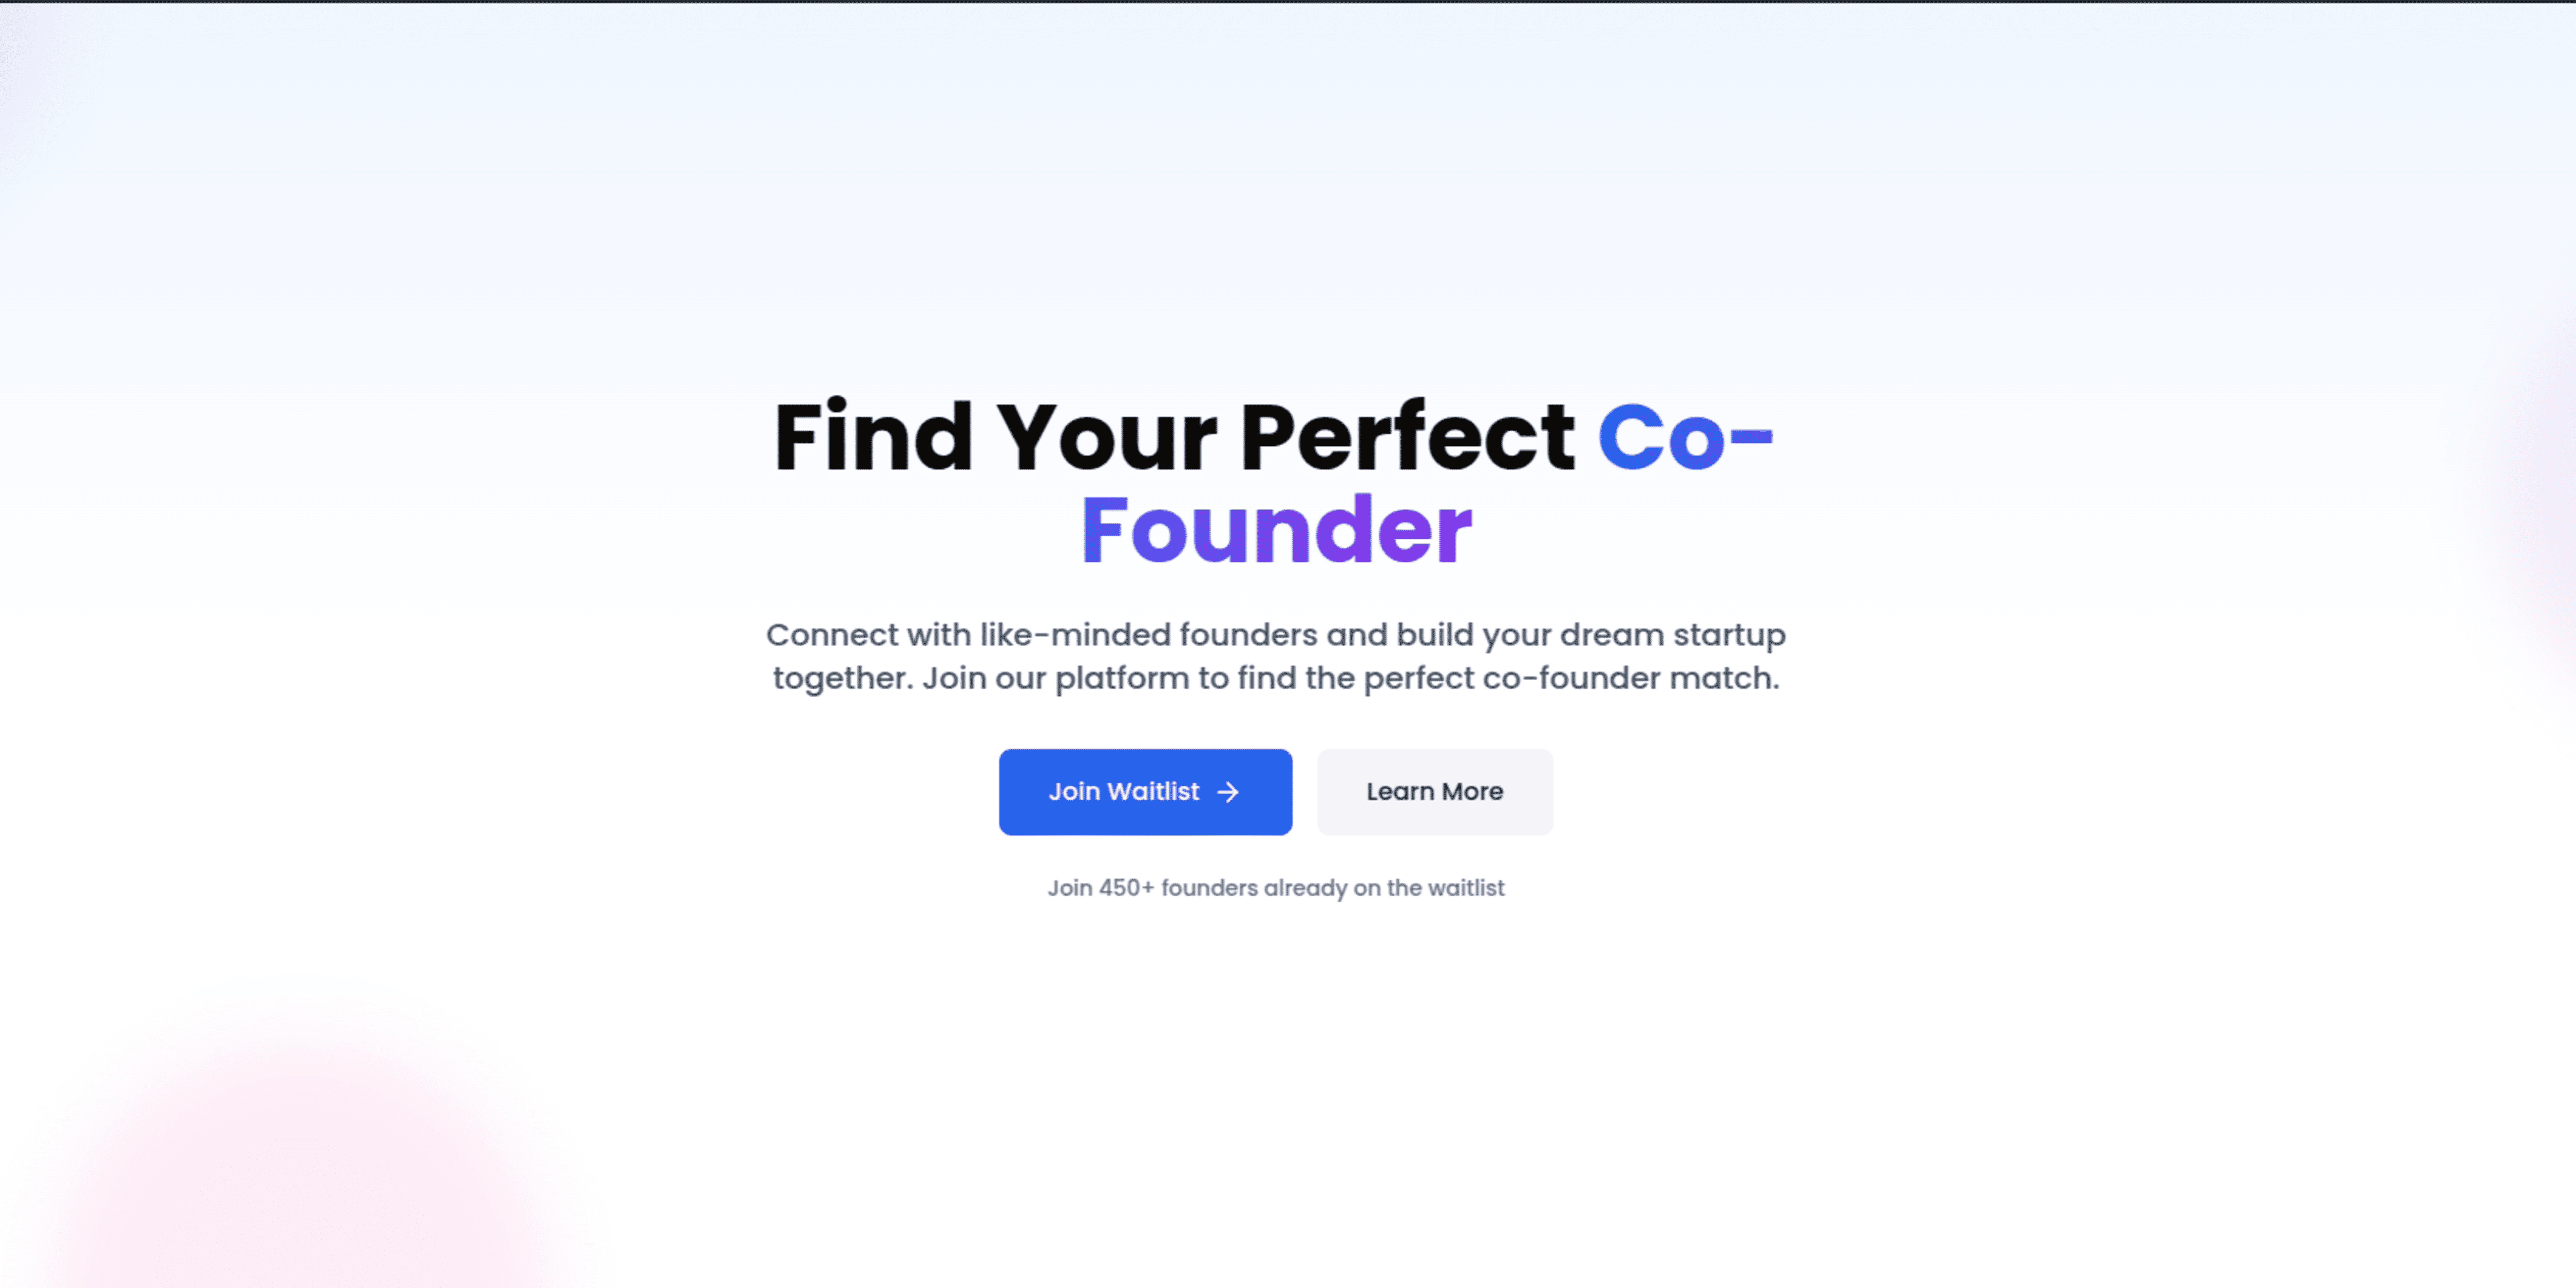 Find Your Perfect Co-
Founder
Connect with like-minded founders and build your dream startup
together. Join our platform to find the perfect co-founder match.
Join Waitlist →
Learn More
Join 450+ founders already on the waitlist